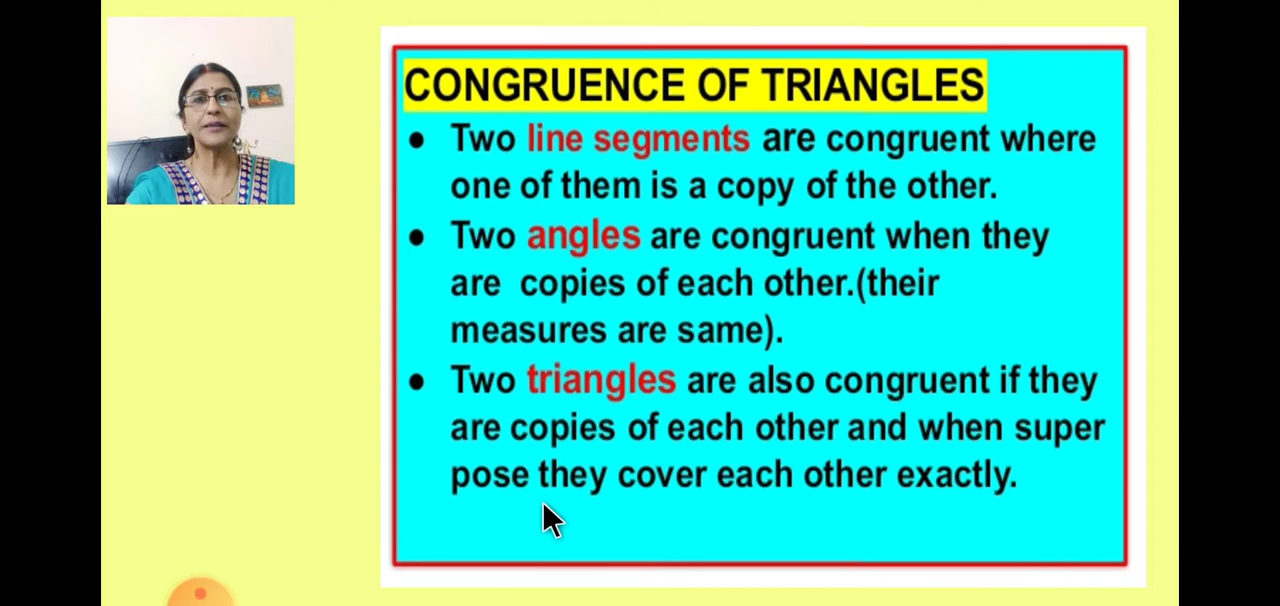 CONGRUENCE OF TRIANGLES
● Two line segments are congruent where
one of them is a copy of the other.
● Two angles are congruent when they
are copies of each other.(their
measures are same).
● Two triangles are also congruent if they
are copies of each other and when super
pose they cover each other exactly.